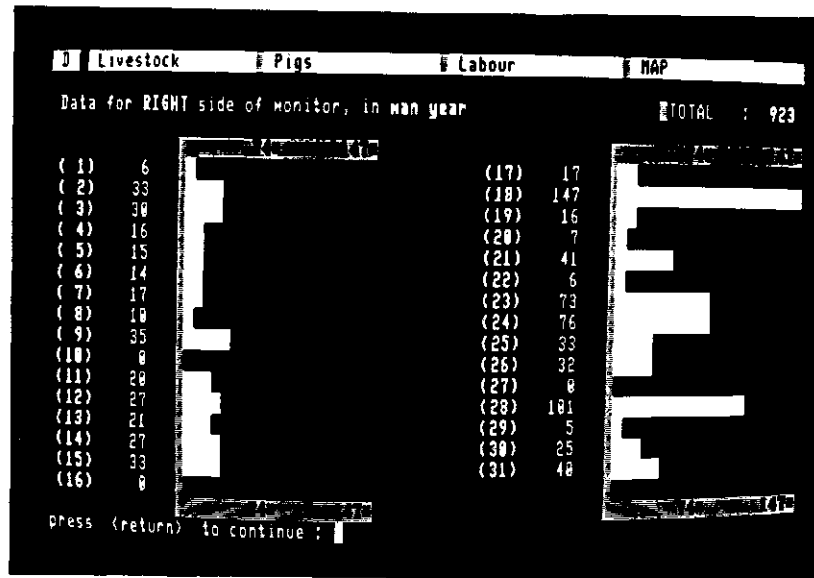 D Livestock Pigs Labour MAP
Data for RIGHT side of monitor, in man year TOTAL : 923
( 1) 6
( 2) 33
( 3) 30
( 4) 16
( 5) 15
( 6) 14
( 7) 17
( 8) 10
( 9) 35
(10) 0
(11) 20
(12) 27
(13) 21
(14) 27
(15) 33
(16) 0
(17) 17
(18) 147
(19) 16
(20) 7
(21) 41
(22) 6
(23) 73
(24) 76
(25) 33
(26) 32
(27) 0
(28) 101
(29) 5
(30) 25
(31) 40
press <return> to continue :